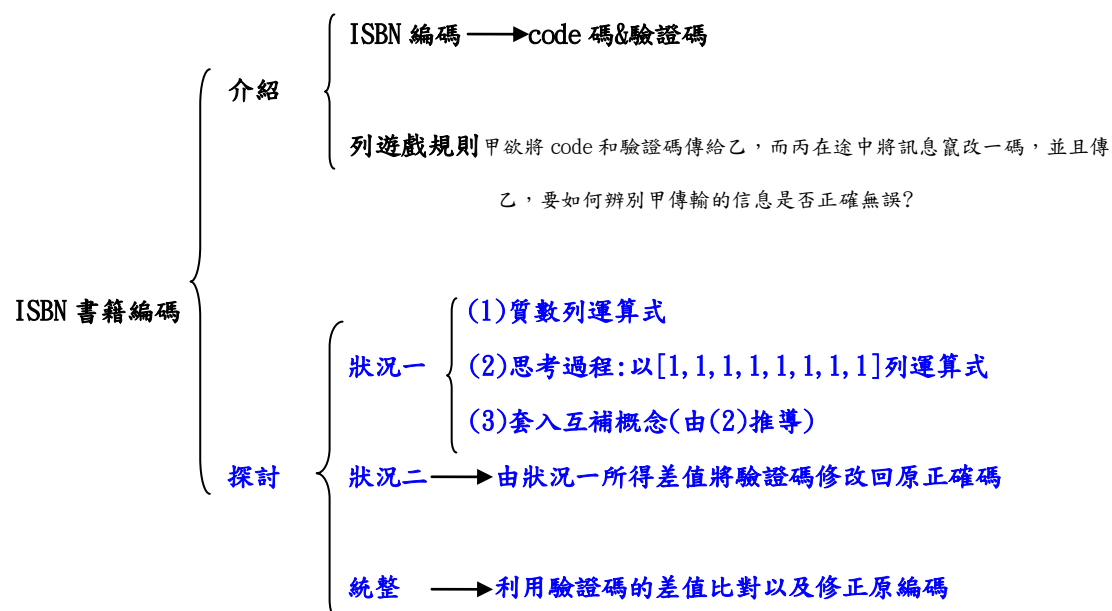 ISBN 編碼 code 碼&驗證碼
介紹
列遊戲規則甲欲將 code 和驗證碼傳給乙，而丙在途中將訊息竄改一碼，並且傳
乙，要如何辨別甲傳輸的信息是否正確無誤?
ISBN 書籍編碼
(1)質數列運算式
狀況一 (2)思考過程:以[1,1,1,1,1,1,1,1]列運算式
(3)套入互補概念(由(2)推導)
探討 狀況二 由狀況一所得差值將驗證碼修改回原正確碼
統整 利用驗證碼的差值比對以及修正原編碼